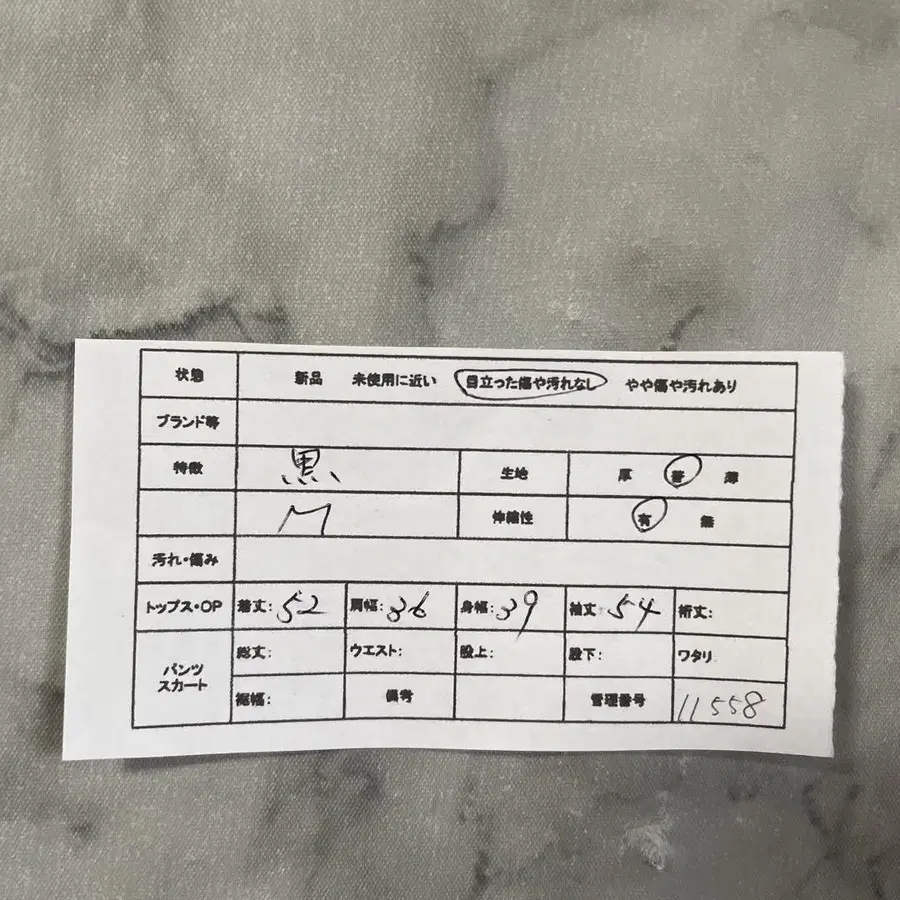 状態 新品 未使用に近い 目立った傷や汚れなし やや傷や汚れあり
ブランド等
特徴 黒 生地 厚 普 薄
M 伸縮性 有 無
汚れ・傷み
トップス・OP 着丈: 52 肩幅: 36 身幅: 39 袖丈: 54 裄丈:
パンツ スカート 総丈: ウエスト: 股上: 股下: ワタリ
裾幅: 備考 管理番号 11558